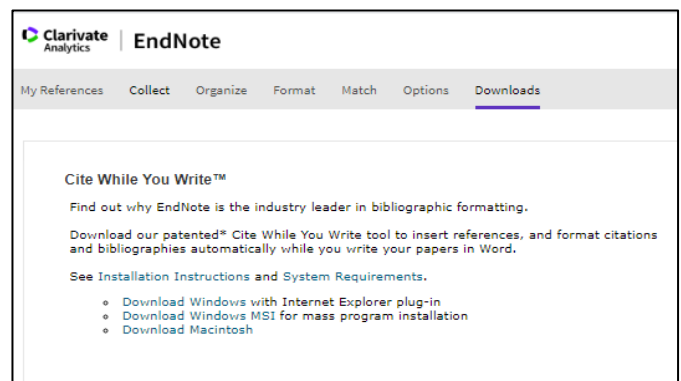 Clarivate
Analytics
EndNote
My References Collect Organize Format Match Options Downloads
Cite While You Write™
Find out why EndNote is the industry leader in bibliographic formatting.
Download our patented* Cite While You Write tool to insert references, and format citations
and bibliographies automatically while you write your papers in Word.
See Installation Instructions and System Requirements.
Download Windows with Internet Explorer plug-in
Download Windows MSI for mass program installation
Download Macintosh